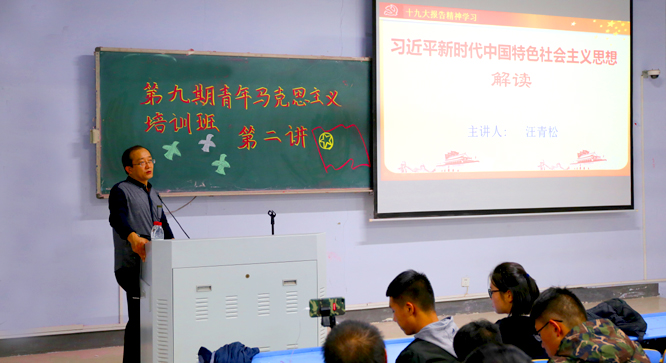 第九期青年马克思主义
培训班 第二讲
十九大报告精神学习
习近平新时代中国特色社会主义思想
解读
主讲人： 汪青松